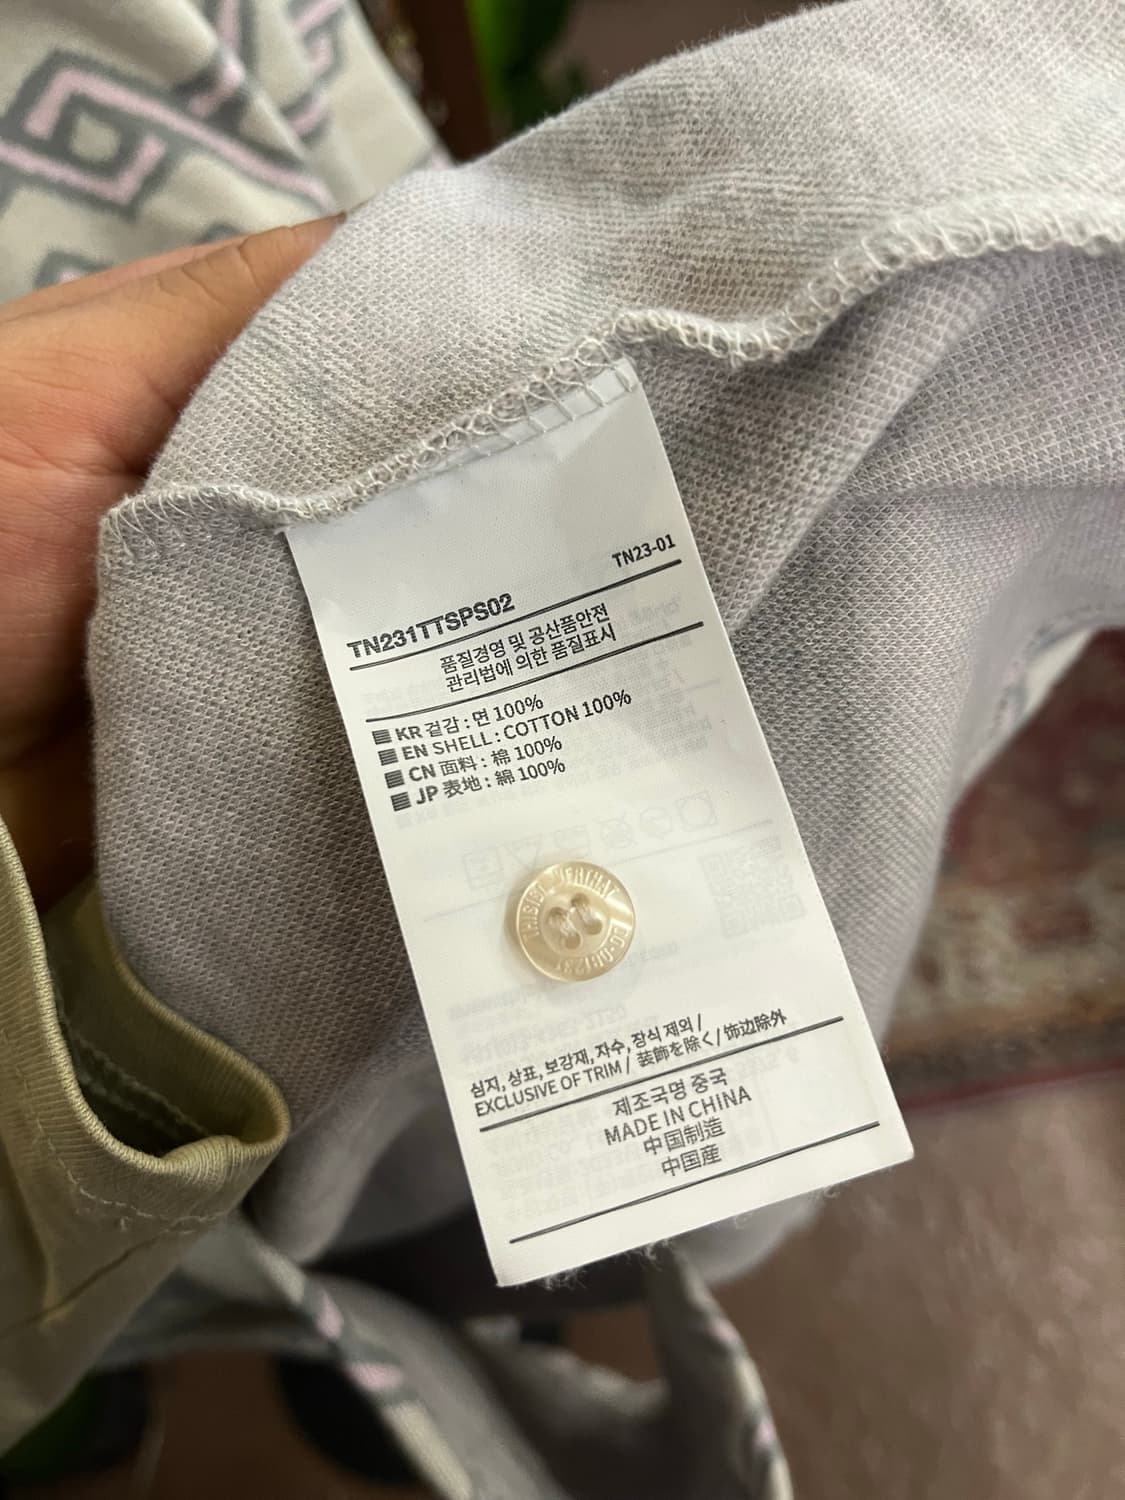 TN23-01
TN231TTSPS02
품질경영 및 공산품안전
관리법에 의한 품질표시
KR 겉감 : 면 100%
EN SHELL : COTTON 100%
CN 面料 : 棉 100%
JP 表地 : 綿 100%
THISISNEVERTHAT
심지, 상표, 보강재, 자수, 장식 제외 /
EXCLUSIVE OF TRIM / 装飾を除く / 饰边除外
제조국명 중국
MADE IN CHINA
中国制造
中国産